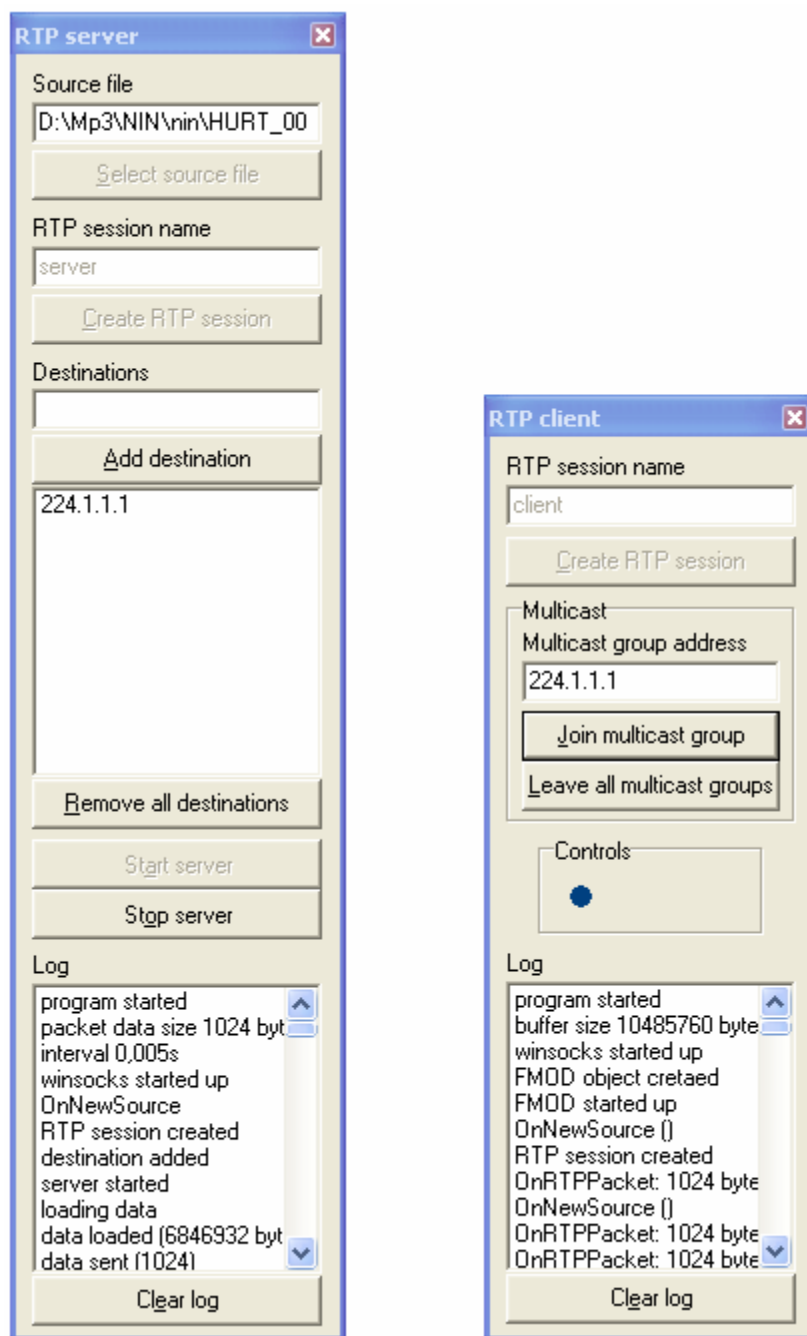 RTP server
Source file
D:\Mp3\NIN\nin\HURT_00
Select source file
RTP session name
server
Create RTP session
Destinations
Add destination
224.1.1.1
Remove all destinations
Start server
Stop server
Log
program started
packet data size 1024 byt
interval 0,005s
winsocks started up
OnNewSource
RTP session created
destination added
server started
loading data
data loaded (6846932 byt
data sent (1024)
Clear log
RTP client
RTP session name
client
Create RTP session
Multicast
Multicast group address
224.1.1.1
Join multicast group
Leave all multicast groups
Controls
Log
program started
buffer size 10485760 byte
winsocks started up
FMOD object cretaed
FMOD started up
OnNewSource ()
RTP session created
OnRTPPacket: 1024 byte
OnNewSource ()
OnRTPPacket: 1024 byte
OnRTPPacket: 1024 byte
Clear log